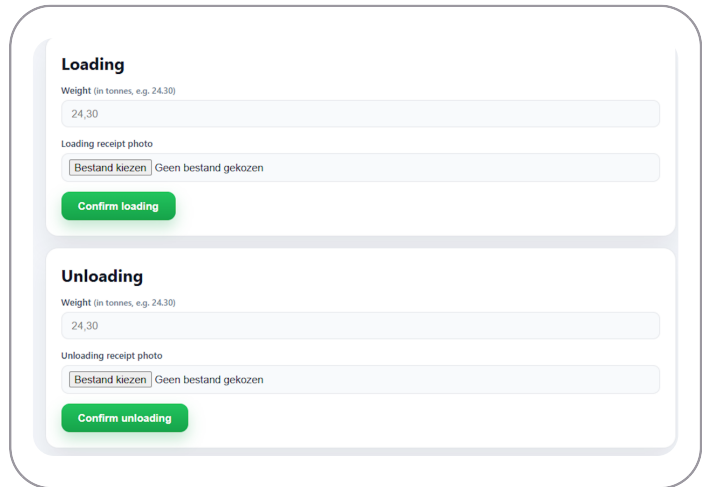 Loading
Weight (in tonnes, e.g. 24.30)
24,30
Loading receipt photo
Bestand kiezen Geen bestand gekozen
Confirm loading
Unloading
Weight (in tonnes, e.g. 24.30)
24,30
Unloading receipt photo
Bestand kiezen Geen bestand gekozen
Confirm unloading